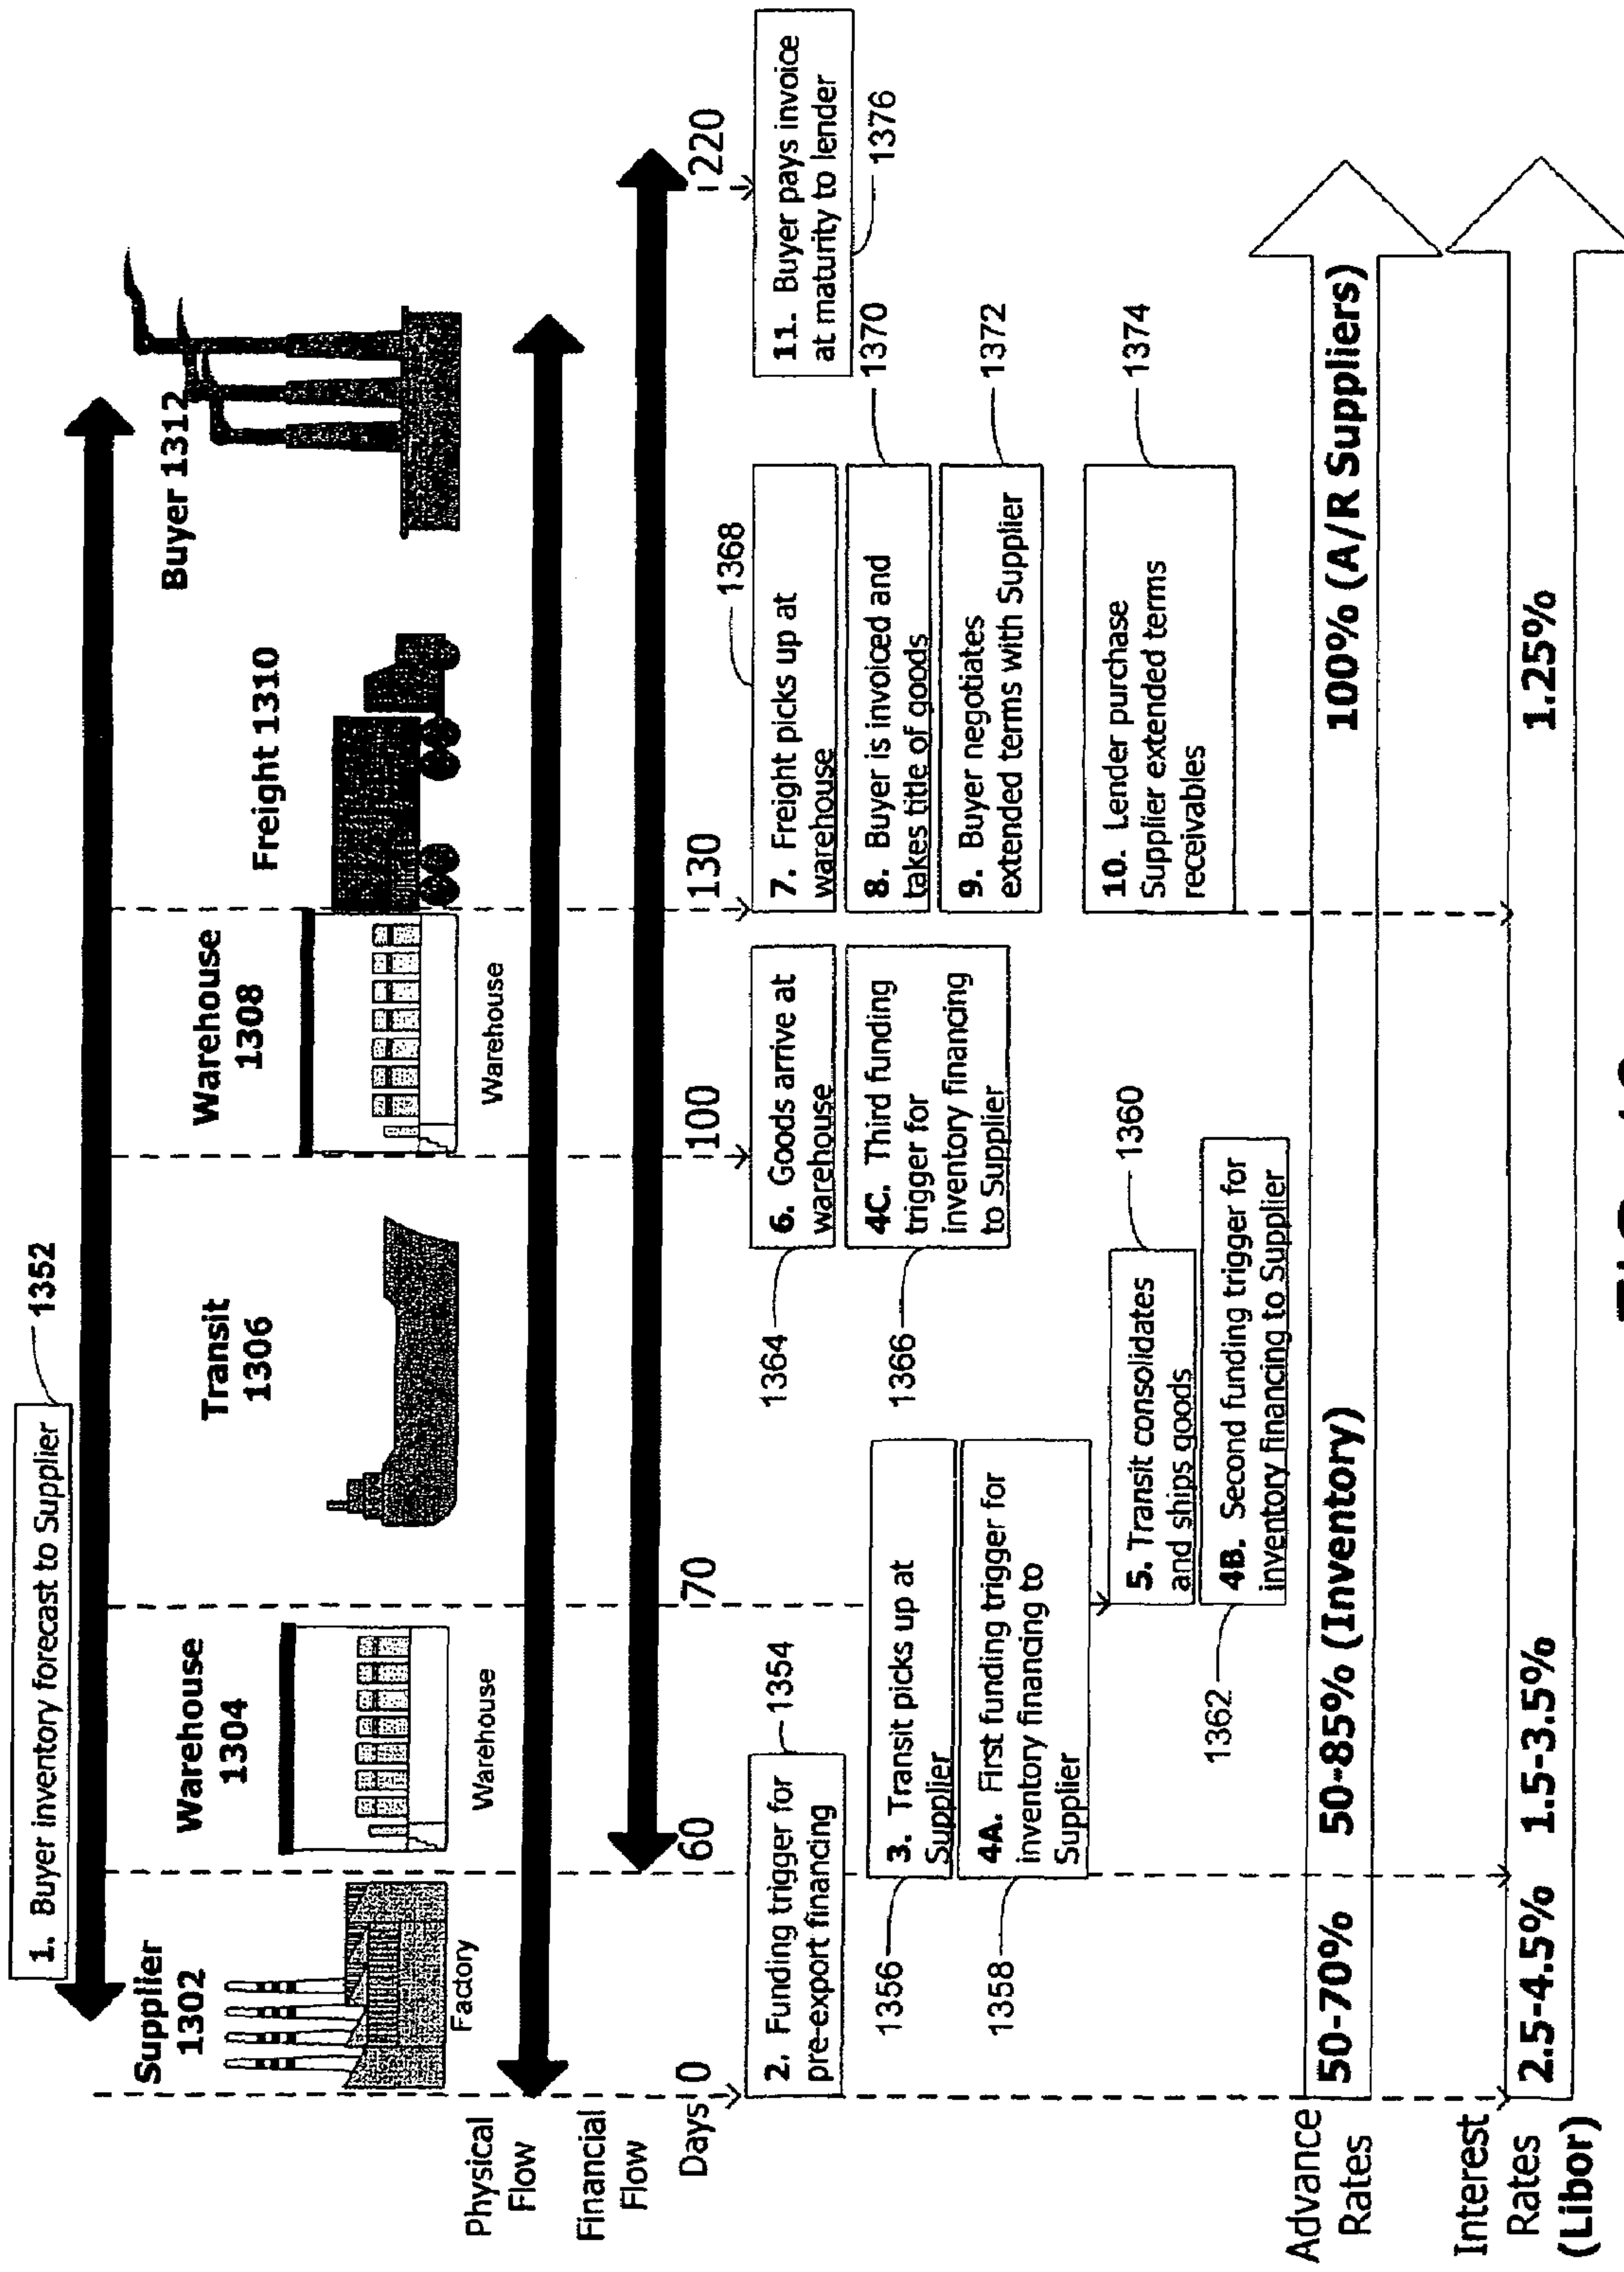 1. Buyer inventory forecast to Supplier
1352
Supplier
1302
Warehouse
1304
Transit
1306
Warehouse
1308
Freight 1310
Buyer 1312
Factory
Warehouse
Warehouse
Physical
Flow
Financial
Flow
Days
0
60
70
100
130
220
2. Funding trigger for
pre-export financing
1354
3. Transit picks up at
Supplier
1356
4A. First funding trigger for
inventory financing to
Supplier
1358
5. Transit consolidates
and ships goods
1360
4B. Second funding trigger for
inventory financing to Supplier
1362
6. Goods arrive at
warehouse
1364
4C. Third funding
trigger for
inventory financing
to Supplier
1366
7. Freight picks up at
warehouse
1368
8. Buyer is invoiced and
takes title of goods
1370
9. Buyer negotiates
extended terms with Supplier
1372
10. Lender purchase
Supplier extended terms
receivables
1374
11. Buyer pays invoice
at maturity to lender
1376
Advance
Rates
50-70%
50-85% (Inventory)
100% (A/R Suppliers)
Interest
Rates
(Libor)
2.5-4.5%
1.5-3.5%
1.25%